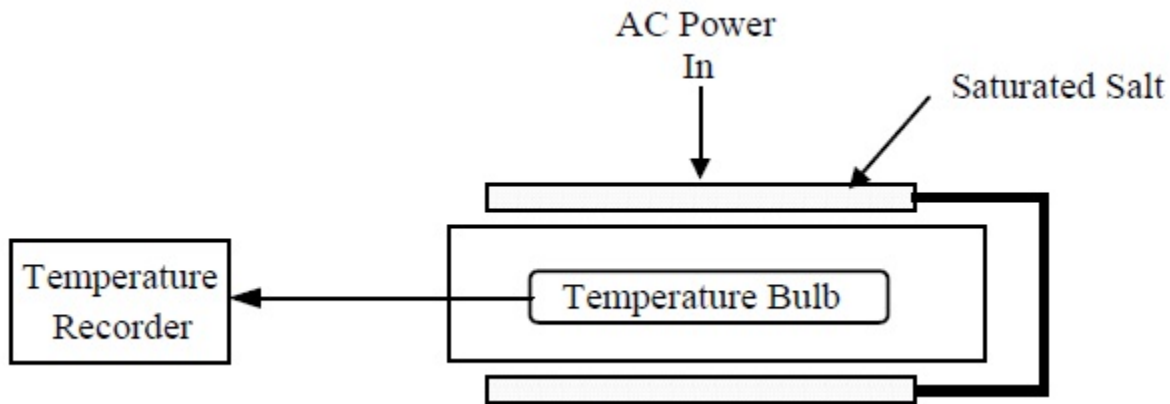 AC Power
In
Saturated Salt
Temperature
Recorder
Temperature Bulb